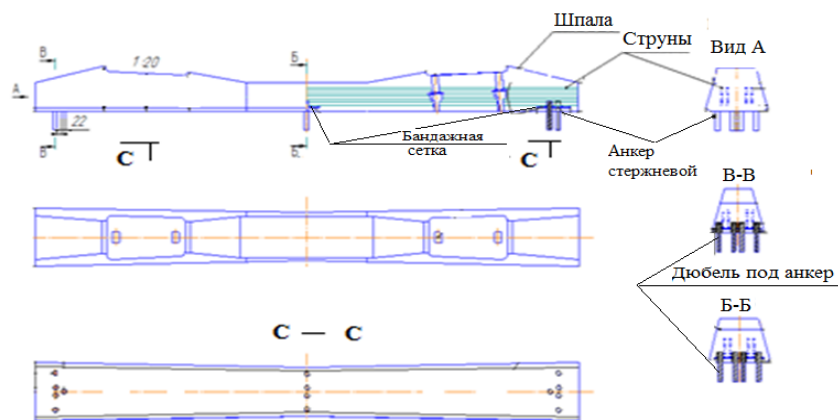 Шпала
Струны
Вид А
В
Б
1:20
А
22
В
Б
С
Бандажная
сетка
С
Анкер
стержневой
В-В
Дюбель под анкер
Б-Б
С — С